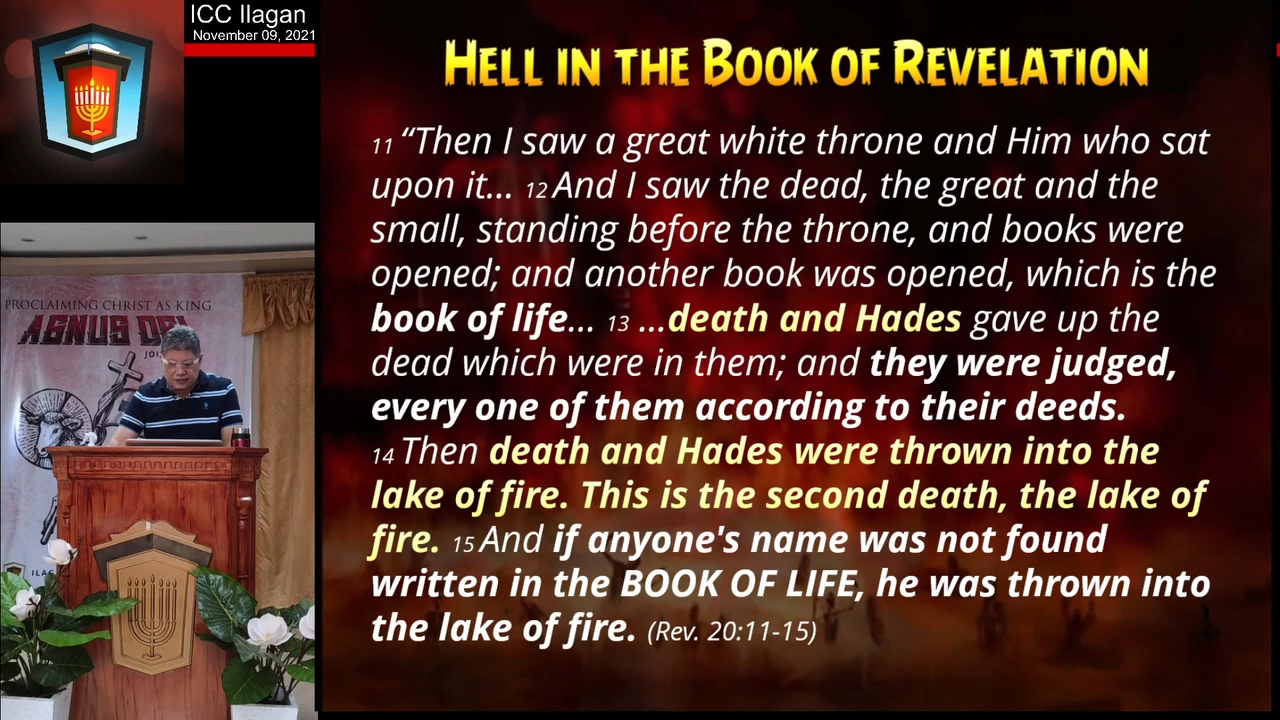 ICC Ilagan
November 09, 2021
HELL IN THE BOOK OF REVELATION
11 “Then I saw a great white throne and Him who sat
upon it... 12 And I saw the dead, the great and the
small, standing before the throne, and books were
opened; and another book was opened, which is the
book of life... 13 ...death and Hades gave up the
dead which were in them; and they were judged,
every one of them according to their deeds.
14 Then death and Hades were thrown into the
lake of fire. This is the second death, the lake of
fire. 15 And if anyone's name was not found
written in the BOOK OF LIFE, he was thrown into
the lake of fire. (Rev. 20:11-15)
PROCLAIMING CHRIST AS KING
AGNUS DEI